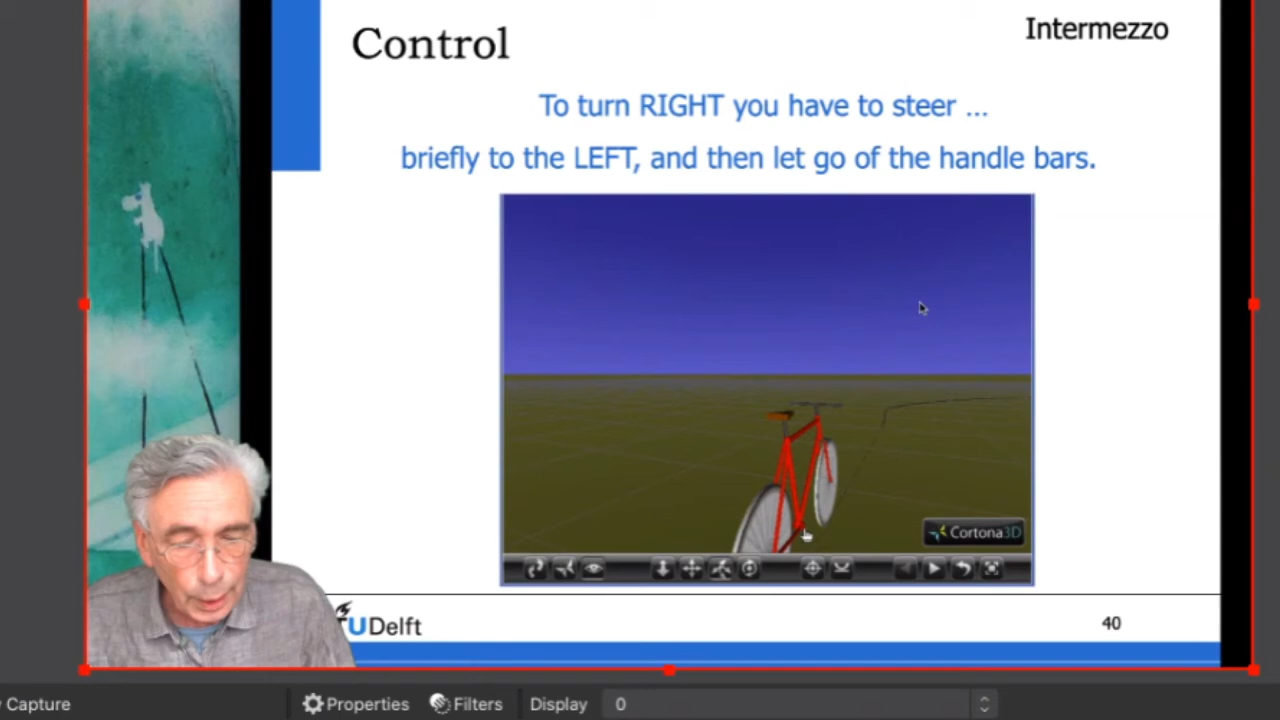 Intermezzo
Control
To turn RIGHT you have to steer ...
briefly to the LEFT, and then let go of the handle bars.
Cortona3D
TUDelft
40
Capture
Properties
Filters
Display
0